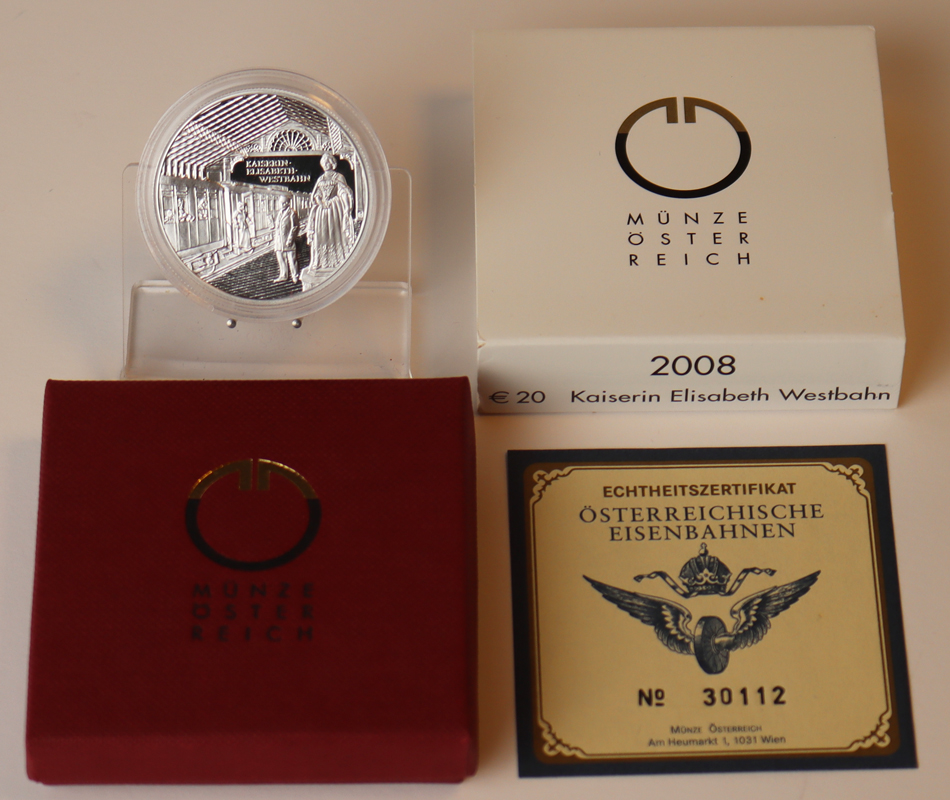 KAISERIN-
ELISABETH-
WESTBAHN
MÜNZE
ÖSTER
REICH
2008
€ 20 Kaiserin Elisabeth Westbahn
MÜNZE
ÖSTER
REICH
ECHTHEITSZERTIFIKAT
ÖSTERREICHISCHE
EISENBAHNEN
Nº 30112
MÜNZE ÖSTERREICH
Am Heumarkt 1, 1031 Wien